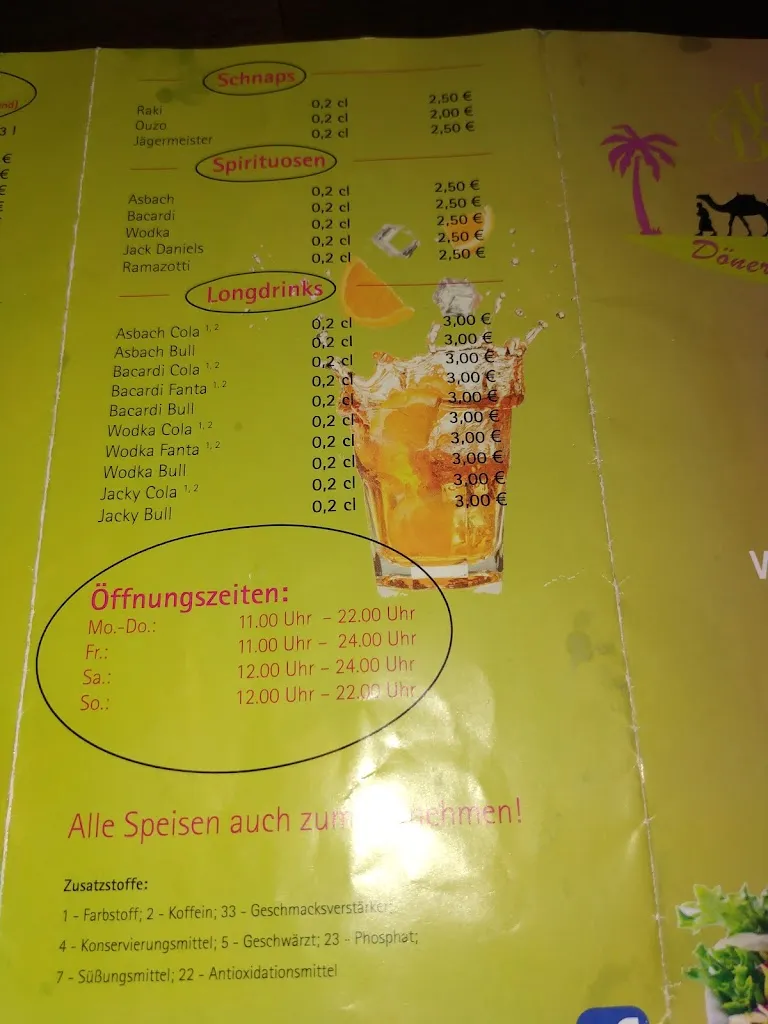 Schnaps
Raki 0,2 cl 2,50 €
Ouzo 0,2 cl 2,00 €
Jägermeister 0,2 cl 2,50 €
Spirituosen
Asbach 0,2 cl 2,50 €
Bacardi 0,2 cl 2,50 €
Wodka 0,2 cl 2,50 €
Jack Daniels 0,2 cl 2,50 €
Ramazotti 0,2 cl 2,50 €
Longdrinks
Asbach Cola 1, 2 0,2 cl 3,00 €
Asbach Bull 0,2 cl 3,00 €
Bacardi Cola 1, 2 0,2 cl 3,00 €
Bacardi Fanta 1, 2 0,2 cl 3,00 €
Bacardi Bull 0,2 cl 3,00 €
Wodka Cola 1, 2 0,2 cl 3,00 €
Wodka Fanta 1, 2 0,2 cl 3,00 €
Wodka Bull 0,2 cl 3,00 €
Jacky Cola 1, 2 0,2 cl 3,00 €
Jacky Bull 0,2 cl 3,00 €
Öffnungszeiten:
Mo.-Do.: 11.00 Uhr – 22.00 Uhr
Fr.: 11.00 Uhr – 24.00 Uhr
Sa.: 12.00 Uhr – 24.00 Uhr
So.: 12.00 Uhr – 22.00 Uhr
Alle Speisen auch zum
Zusatzstoffe:
1 - Farbstoff; 2 - Koffein; 33 - Geschmacksverstärker;
4 - Konservierungsmittel; 5 - Geschwärzt; 23 - Phosphat;
7 - Süßungsmittel; 22 - Antioxidationsmittel
Döner